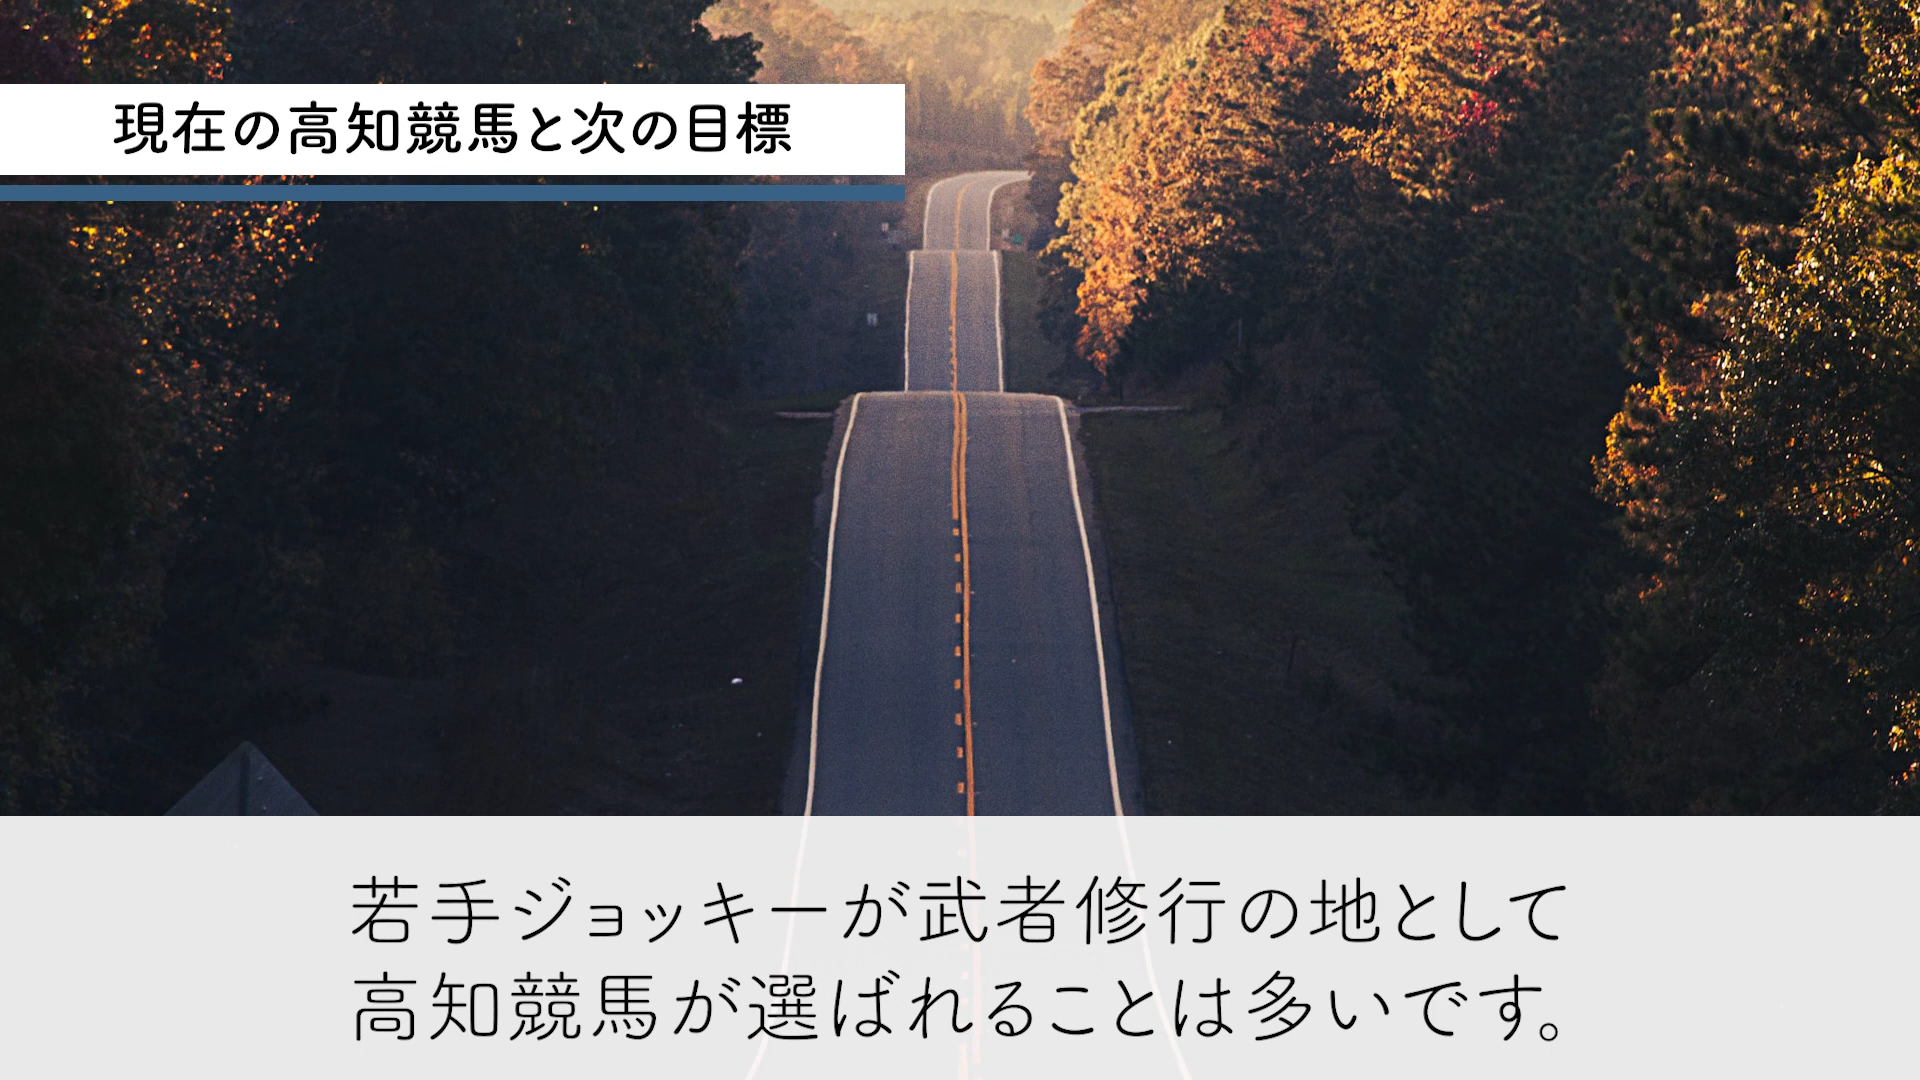 現在の高知競馬と次の目標
若手ジョッキーが武者修行の地として
高知競馬が選ばれることは多いです。